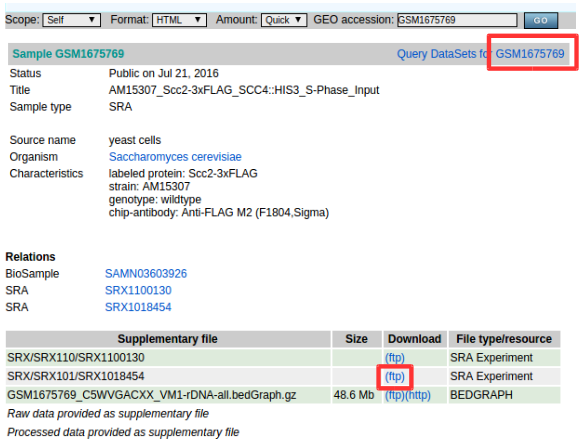 Scope: Self Format: HTML Amount: Quick GEO accession: GSM1675769 GO
Sample GSM1675769 Query DataSets for GSM1675769
Status Public on Jul 21, 2016
Title AM15307_Scc2-3xFLAG_SCC4::HIS3_S-Phase_Input
Sample type SRA
Source name yeast cells
Organism Saccharomyces cerevisiae
Characteristics labeled protein: Scc2-3xFLAG
strain: AM15307
genotype: wildtype
chip-antibody: Anti-FLAG M2 (F1804,Sigma)
Relations
BioSample SAMN03603926
SRA SRX1100130
SRA SRX1018454
Supplementary file Size Download File type/resource
SRX/SRX110/SRX1100130 (ftp) SRA Experiment
SRX/SRX101/SRX1018454 (ftp) SRA Experiment
GSM1675769_C5WVGACXX_VM1-rDNA-all.bedGraph.gz 48.6 Mb (ftp)(http) BEDGRAPH
Raw data provided as supplementary file
Processed data provided as supplementary file